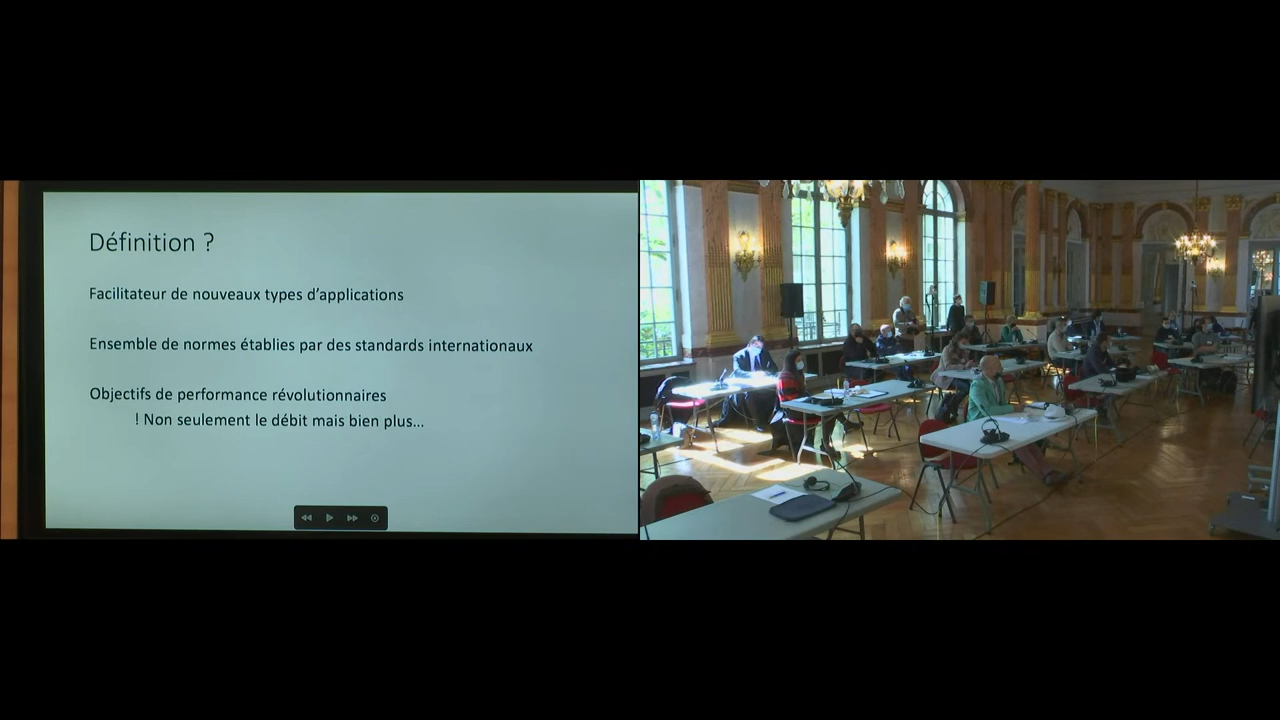 Définition ?
Facilitateur de nouveaux types d’applications
Ensemble de normes établies par des standards internationaux
Objectifs de performance révolutionnaires
! Non seulement le débit mais bien plus…